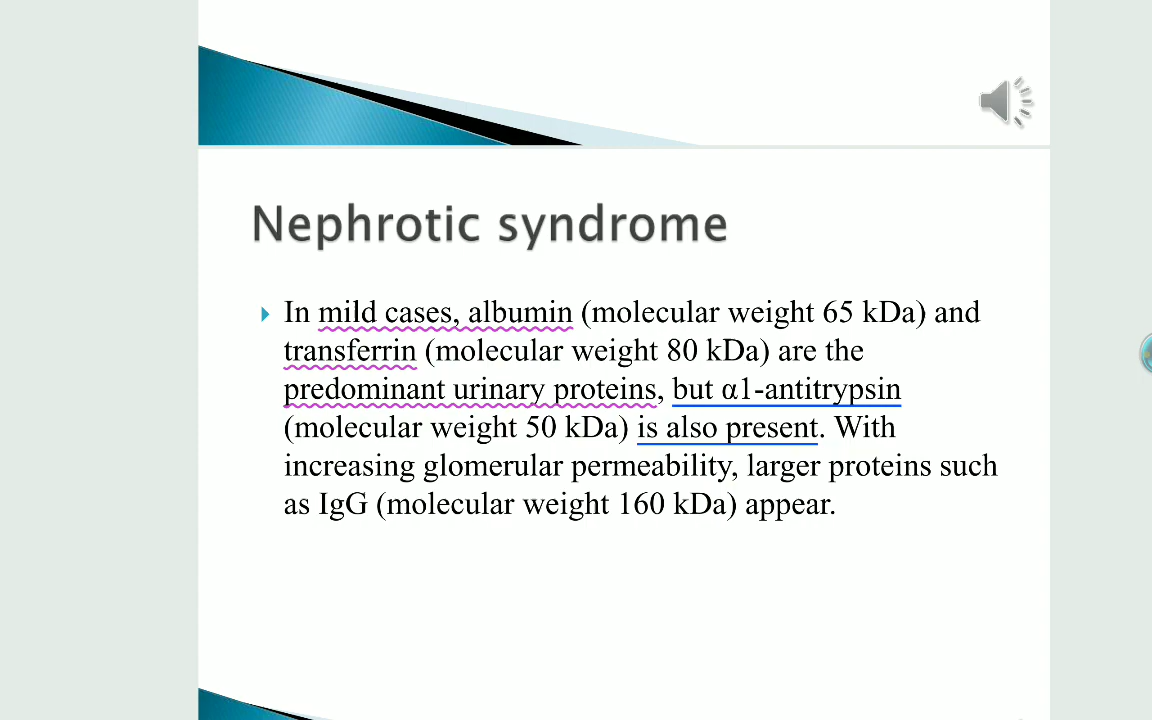 Nephrotic syndrome
In mild cases, albumin (molecular weight 65 kDa) and
transferrin (molecular weight 80 kDa) are the
predominant urinary proteins, but α1-antitrypsin
(molecular weight 50 kDa) is also present. With
increasing glomerular permeability, larger proteins such
as IgG (molecular weight 160 kDa) appear.